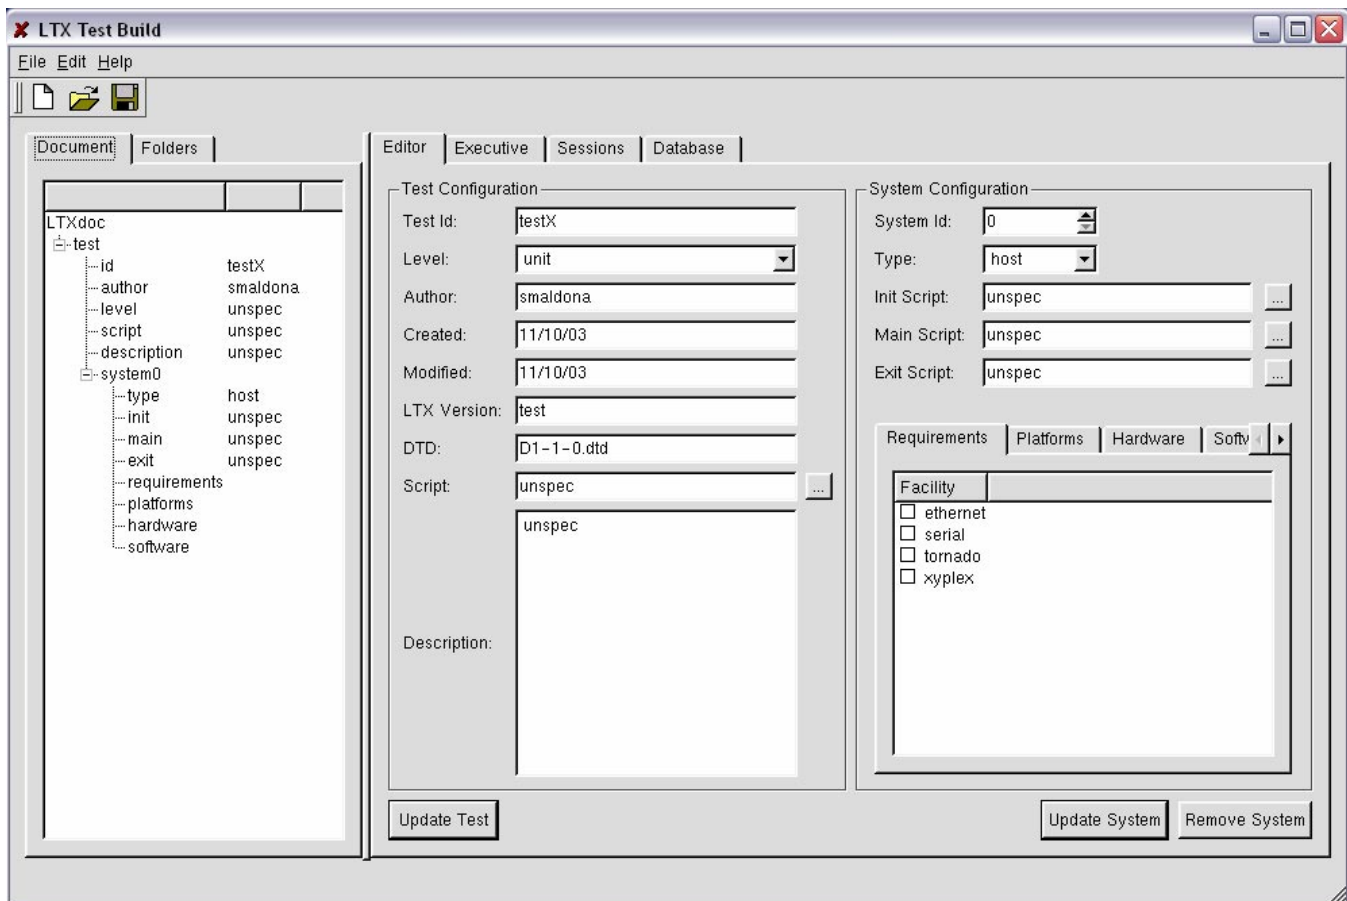 LTX Test Build
File Edit Help
Document Folders
LTXdoc
test
id testX
author smaldona
level unspec
script unspec
description unspec
system0
type host
init unspec
main unspec
exit unspec
requirements
platforms
hardware
software
Editor Executive Sessions Database
Test Configuration
Test Id: testX
Level: unit
Author: smaldona
Created: 11/10/03
Modified: 11/10/03
LTX Version: test
DTD: D1-1-0.dtd
Script: unspec ...
Description: unspec
Update Test
System Configuration
System Id: 0
Type: host
Init Script: unspec ...
Main Script: unspec ...
Exit Script: unspec ...
Requirements Platforms Hardware
Facility
ethernet
serial
tornado
xyplex
Update System Remove System